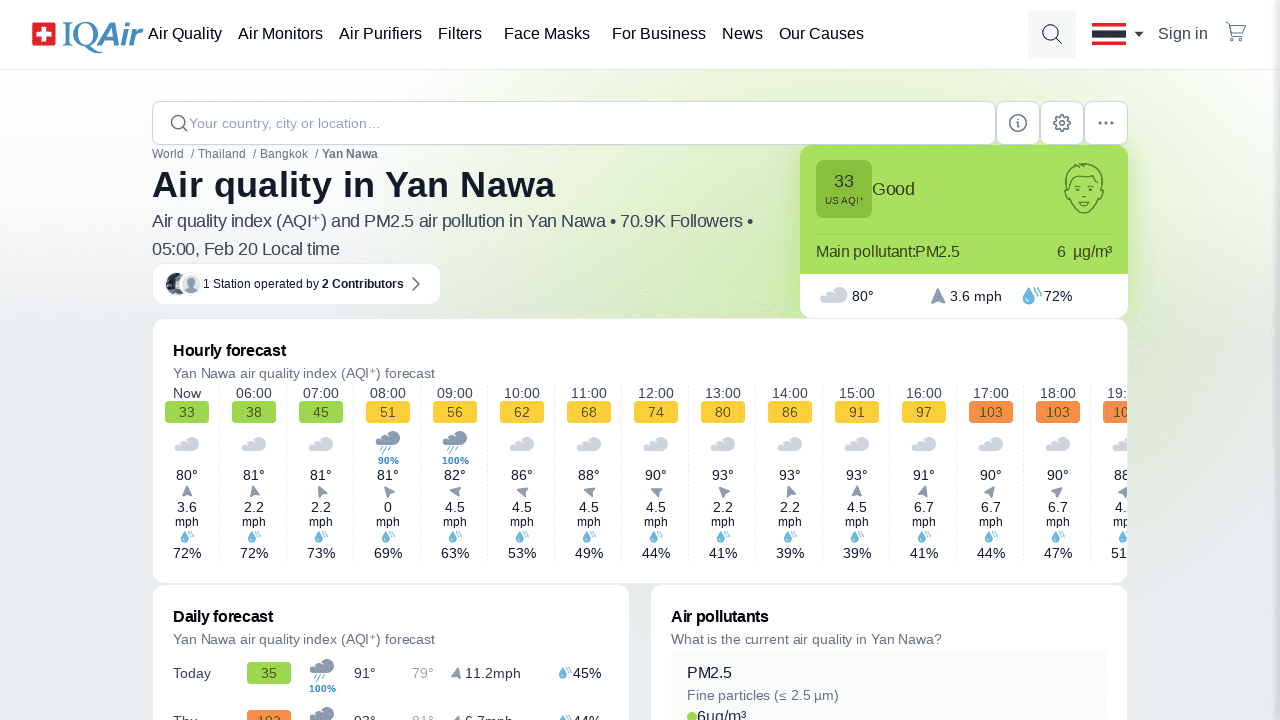 IQAir
Air Quality Air Monitors Air Purifiers Filters Face Masks For Business News Our Causes Sign in
Your country, city or location…
World / Thailand / Bangkok / Yan Nawa
Air quality in Yan Nawa
Air quality index (AQI⁺) and PM2.5 air pollution in Yan Nawa • 70.9K Followers •
05:00, Feb 20 Local time
1 Station operated by 2 Contributors
33
US AQI⁺
Good
Main pollutant: PM2.5 6 µg/m³
80° 3.6 mph 72%
Hourly forecast
Yan Nawa air quality index (AQI⁺) forecast
Now 06:00 07:00 08:00 09:00 10:00 11:00 12:00 13:00 14:00 15:00 16:00 17:00 18:00 19:
33 38 45 51 56 62 68 74 80 86 91 97 103 103 10
90% 100%
80° 81° 81° 81° 82° 86° 88° 90° 93° 93° 93° 91° 90° 90° 88
3.6 2.2 2.2 0 4.5 4.5 4.5 4.5 2.2 2.2 4.5 6.7 6.7 6.7 4.
mph mph mph mph mph mph mph mph mph mph mph mph mph mph mp
72% 72% 73% 69% 63% 53% 49% 44% 41% 39% 39% 41% 44% 47% 51
Daily forecast
Yan Nawa air quality index (AQI⁺) forecast
Today 35 100% 91° 79° 11.2mph 45%
Thu 102 93° 81° 6.7mph 44%
Air pollutants
What is the current air quality in Yan Nawa?
PM2.5
Fine particles (≤ 2.5 µm)
6µg/m³